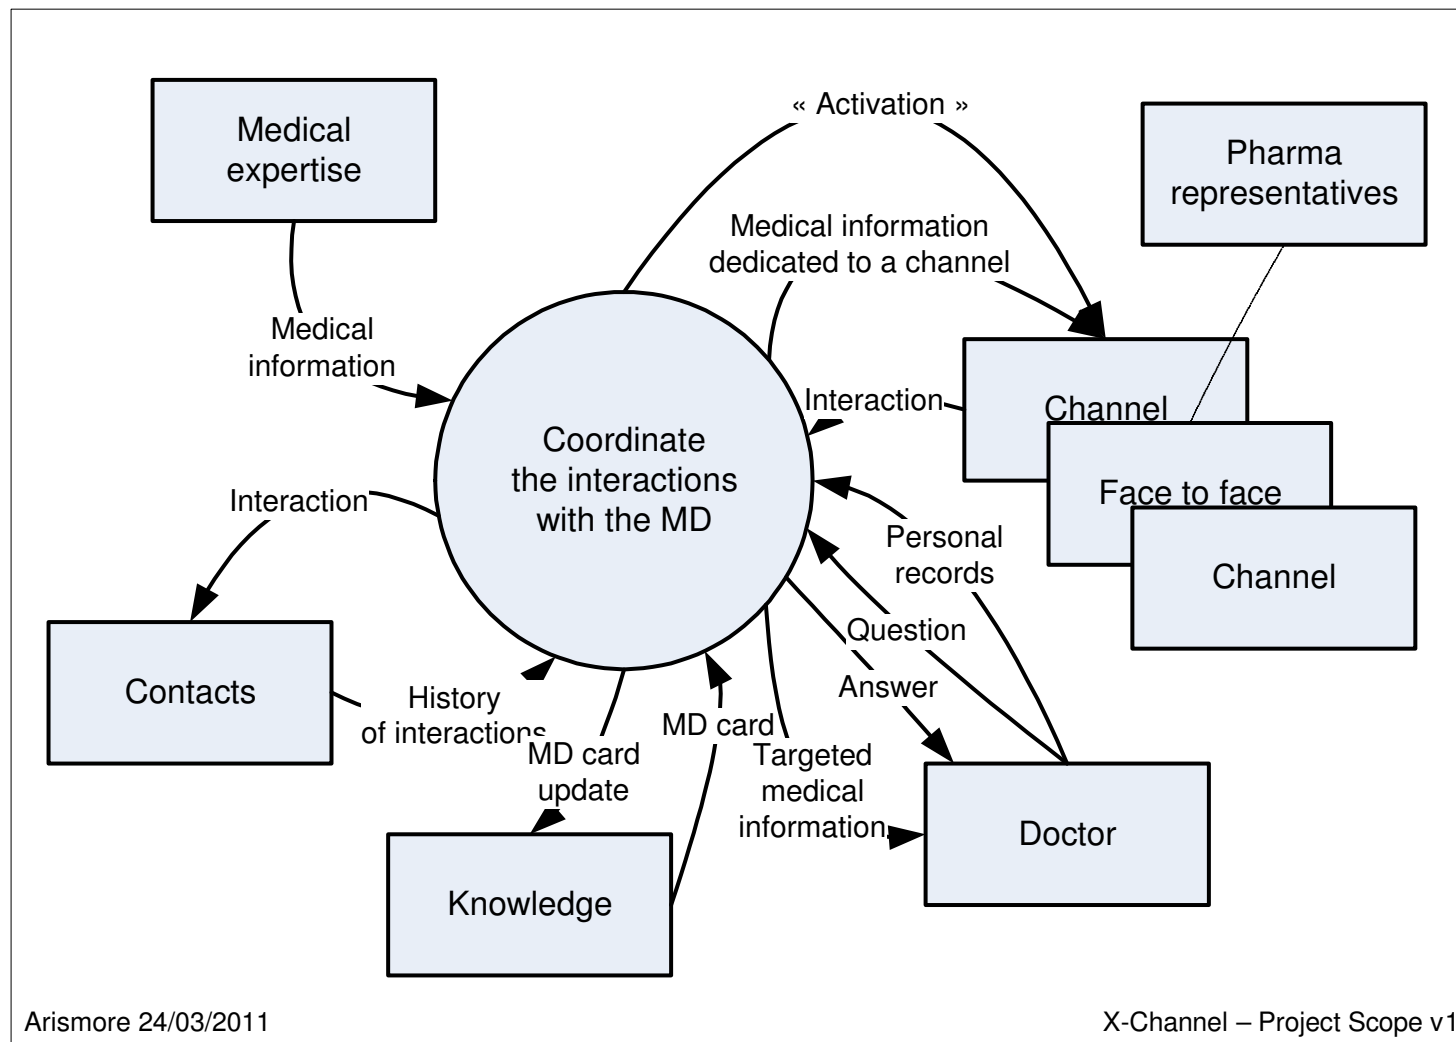 « Activation »
Medical
expertise
Pharma
representatives
Medical information
dedicated to a channel
Medical
information
Interaction
Channel
Coordinate
the interactions
with the MD
Face to face
Interaction
Personal
records
Channel
Question
Answer
Contacts
History
of interactions
MD card
MD card
update
Targeted
medical
information
Doctor
Knowledge
Arismore 24/03/2011
X-Channel – Project Scope v1